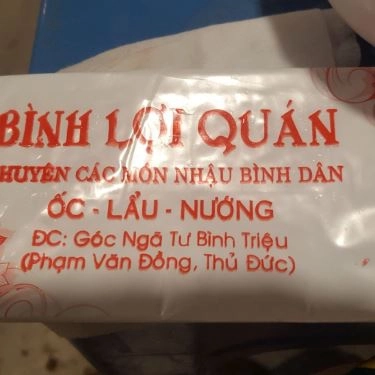 BÌNH LỢI QUÁN
HUYÊN CÁC MÓN NHẬU BÌNH DÂN
ỐC - LẨU - NƯỚNG
ĐC: Góc Ngã Tư Bình Triệu
(Phạm Văn Đồng, Thủ Đức)